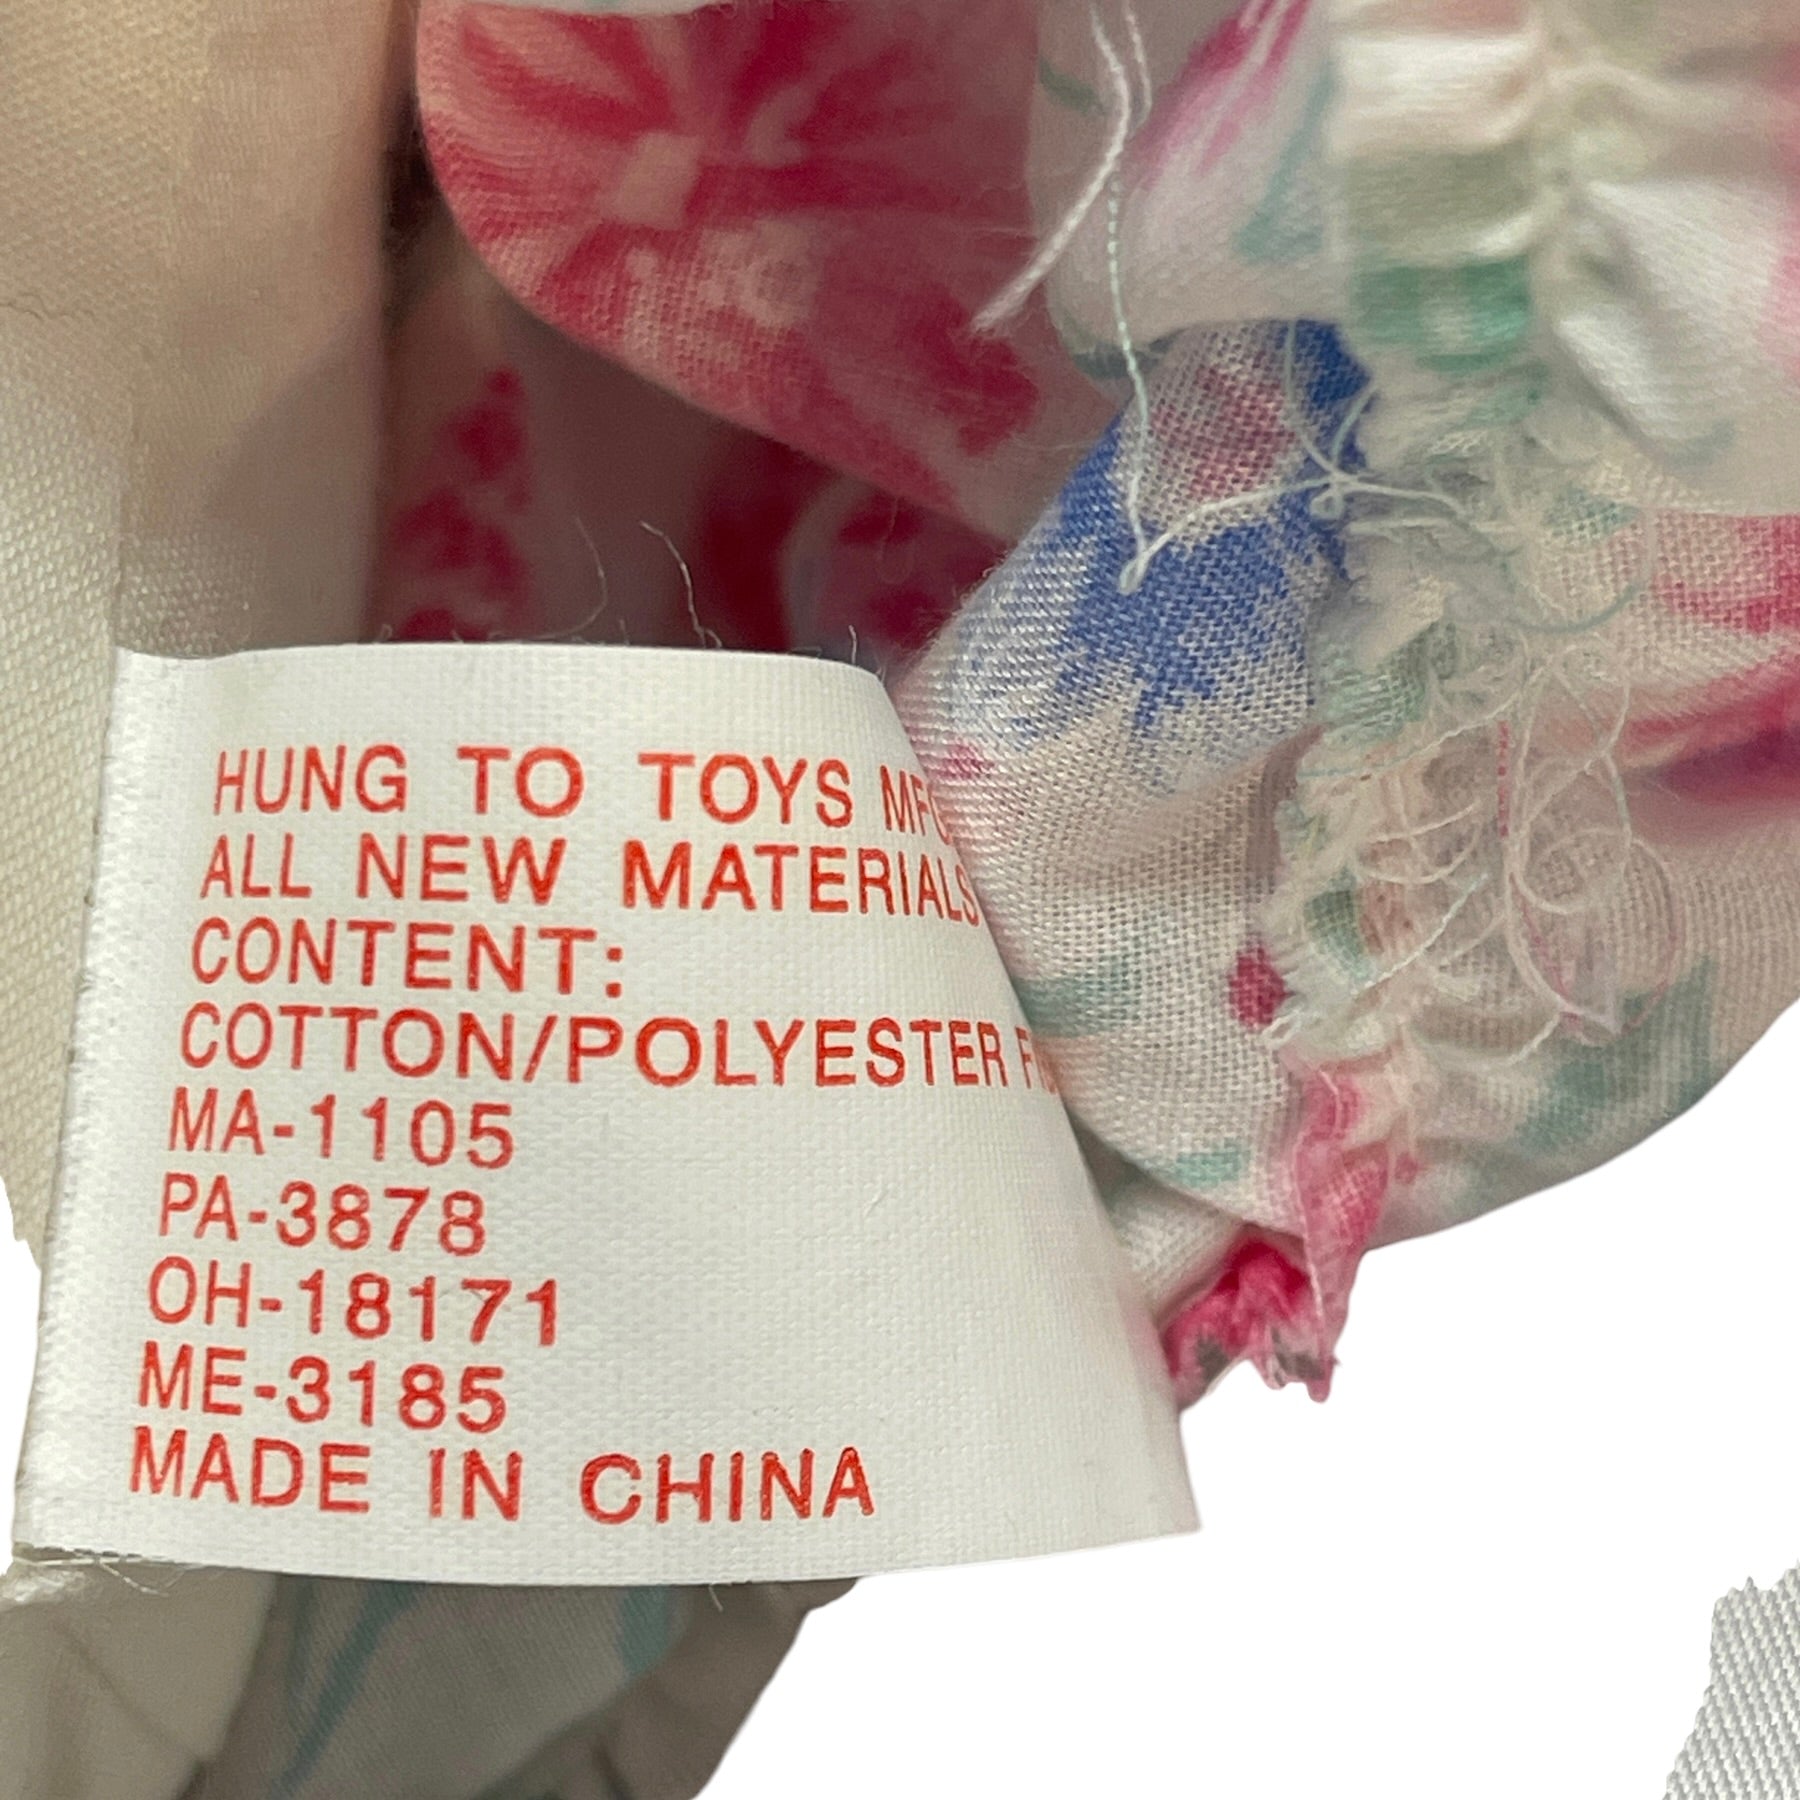 HUNG TO TOYS MFG
ALL NEW MATERIALS
CONTENT:
COTTON/POLYESTER
MA-1105
PA-3878
OH-18171
ME-3185
MADE IN CHINA